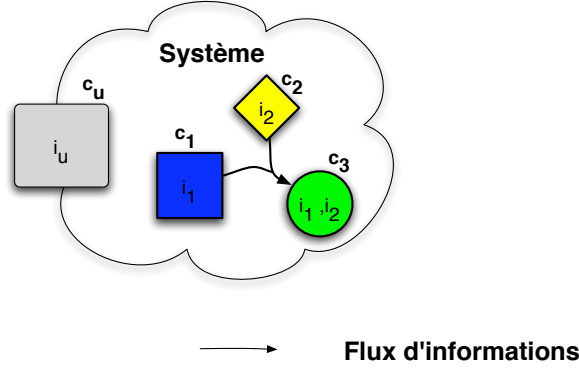 Système
c_u
c_2
i_2
c_1
i_u
c_3
i_1
i_1 ,i_2
Flux d'informations